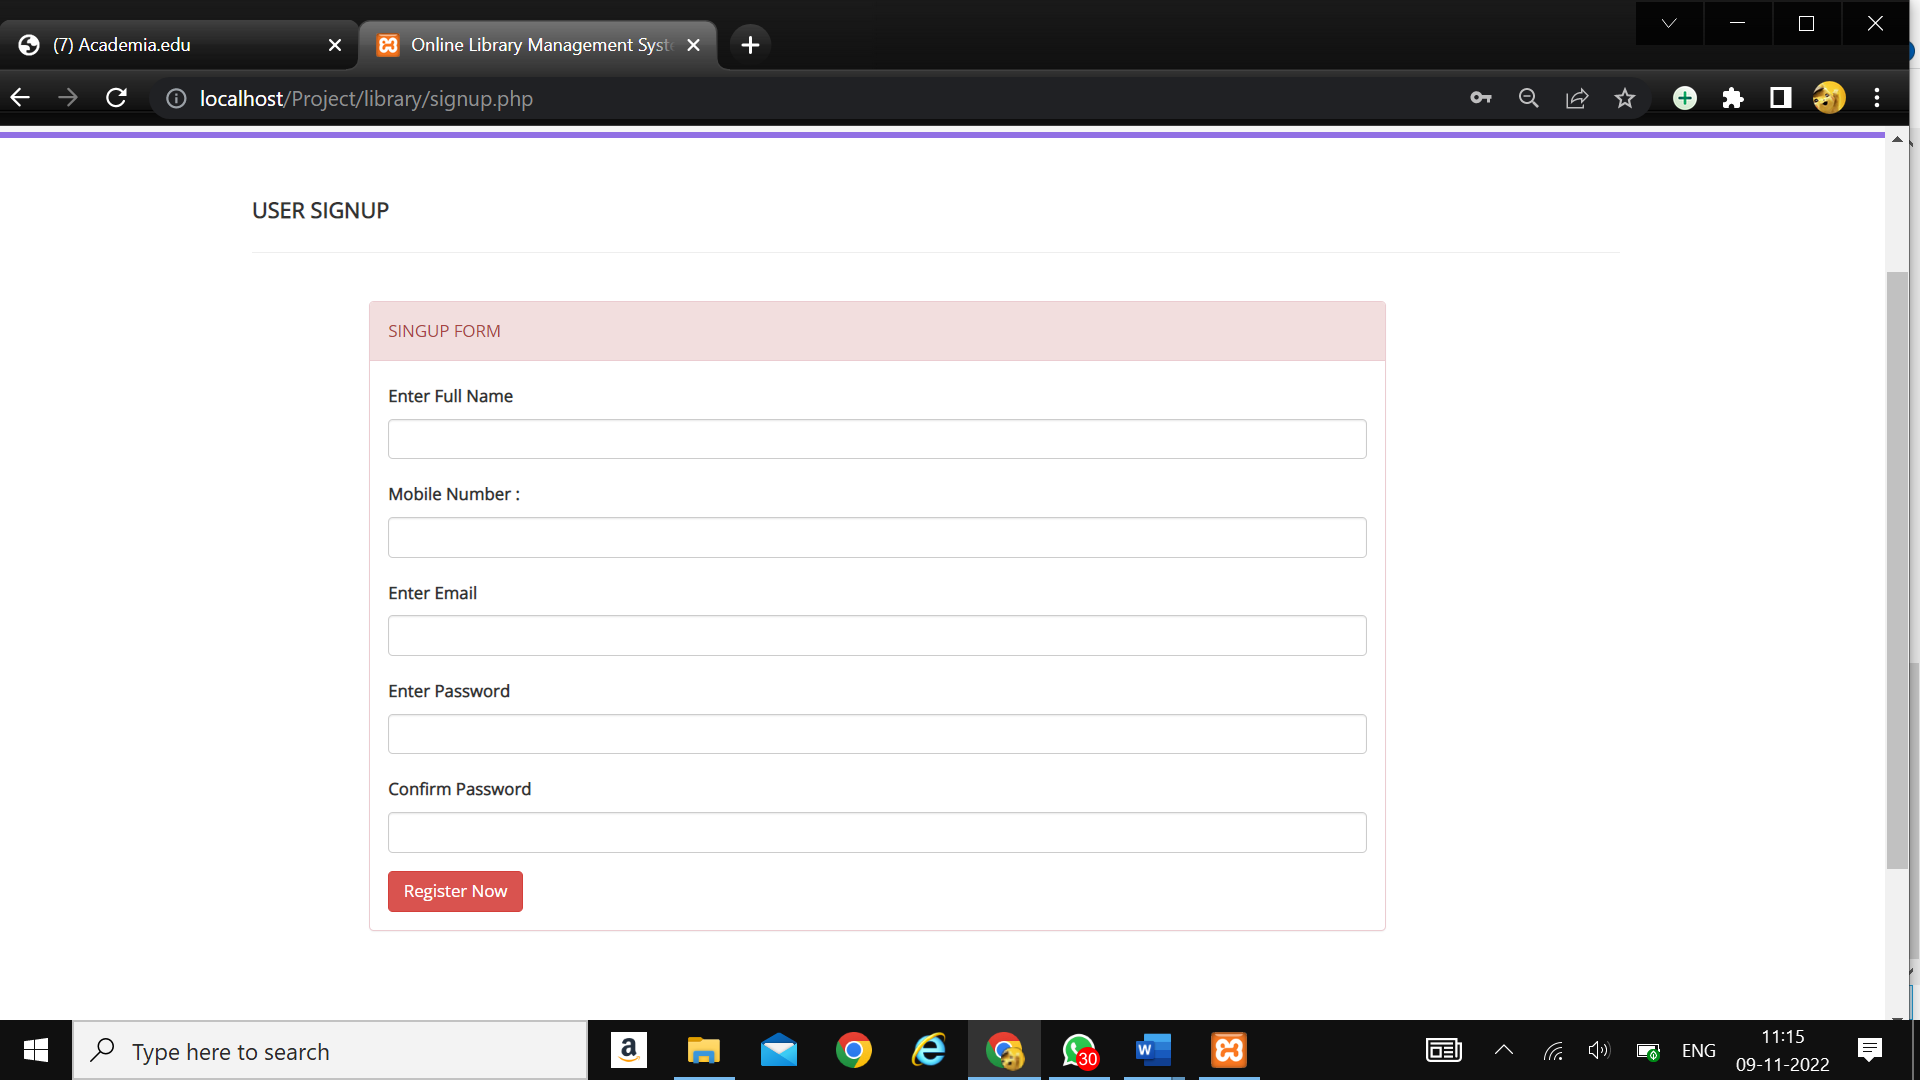 (7) Academia.edu
Online Library Management Syst
localhost/Project/library/signup.php
USER SIGNUP
SINGUP FORM
Enter Full Name
Mobile Number :
Enter Email
Enter Password
Confirm Password
Register Now
Type here to search
a
W
30
ENG
11:15
09-11-2022